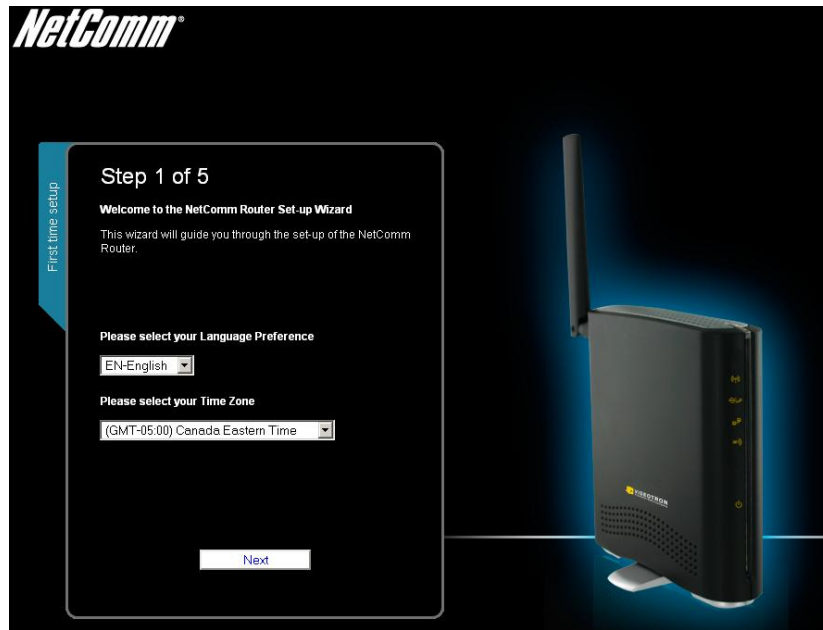 NetComm®
First time setup
Step 1 of 5
Welcome to the NetComm Router Set-up Wizard
This wizard will guide you through the set-up of the NetComm
Router.
Please select your Language Preference
EN-English
Please select your Time Zone
(GMT-05:00) Canada Eastern Time
Next
VIDEOTRON